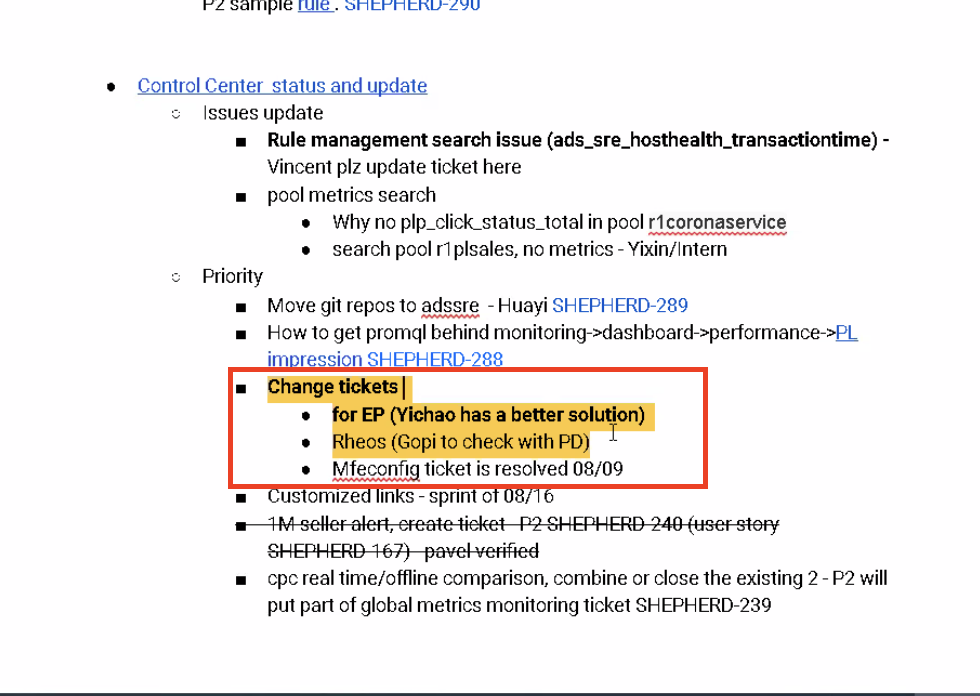 P2 sample rule . SHEPHERD-290
Control Center status and update
Issues update
Rule management search issue (ads_sre_hosthealth_transactiontime) -
Vincent plz update ticket here
pool metrics search
Why no plp_click_status_total in pool r1coronaservice
search pool r1plsales, no metrics - Yixin/Intern
Priority
Move git repos to adssre - Huayi SHEPHERD-289
How to get promql behind monitoring->dashboard->performance->PL
impression SHEPHERD-288
Change tickets
for EP (Yichao has a better solution)
Rheos (Gopi to check with PD)
Mfeconfig ticket is resolved 08/09
Customized links - sprint of 08/16
1M seller alert, create ticket - P2 SHEPHERD-240 (user story
SHEPHERD-167) - pavel verified
cpc real time/offline comparison, combine or close the existing 2 - P2 will
put part of global metrics monitoring ticket SHEPHERD-239